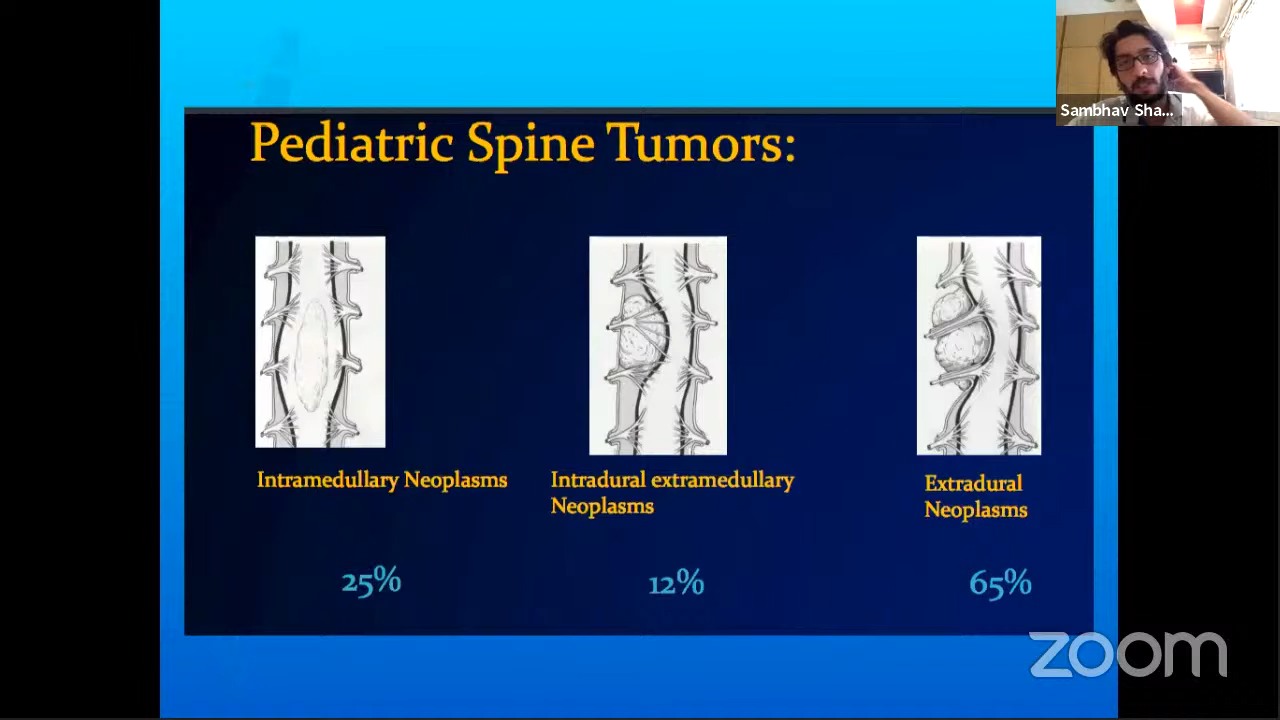 Sambhav Sha...
Pediatric Spine Tumors:
Intramedullary Neoplasms
Intradural extramedullary
Neoplasms
Extradural
Neoplasms
25%
12%
65%
zoom